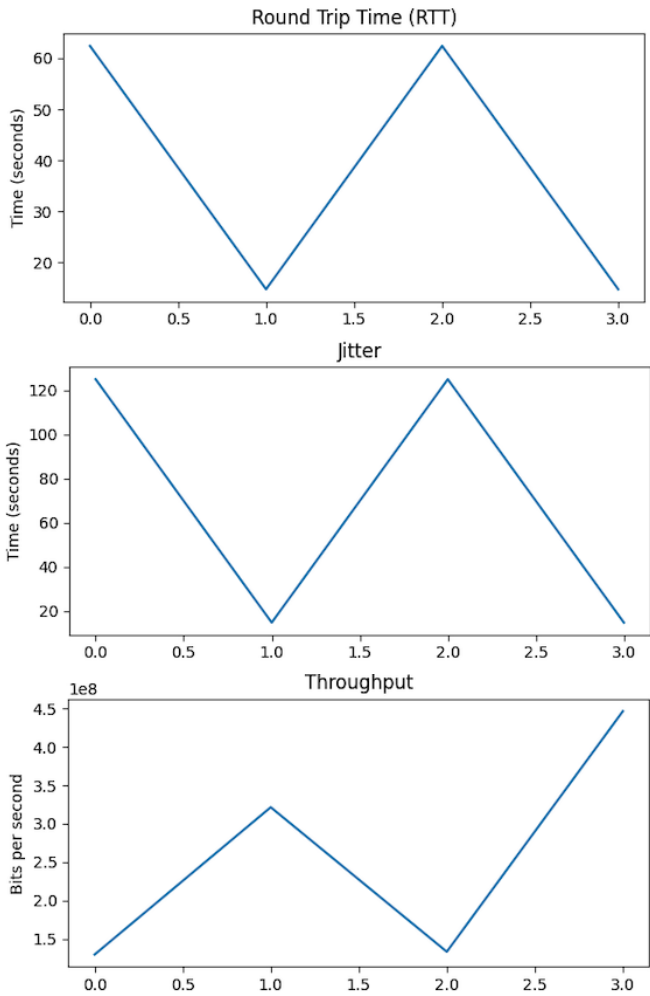 Round Trip Time (RTT)
60
50
40
30
20
Time (seconds)
0.0 0.5 1.0 1.5 2.0 2.5 3.0
Jitter
120
100
80
60
40
20
Time (seconds)
0.0 0.5 1.0 1.5 2.0 2.5 3.0
Throughput
1e8
4.5
4.0
3.5
3.0
2.5
2.0
1.5
Bits per second
0.0 0.5 1.0 1.5 2.0 2.5 3.0